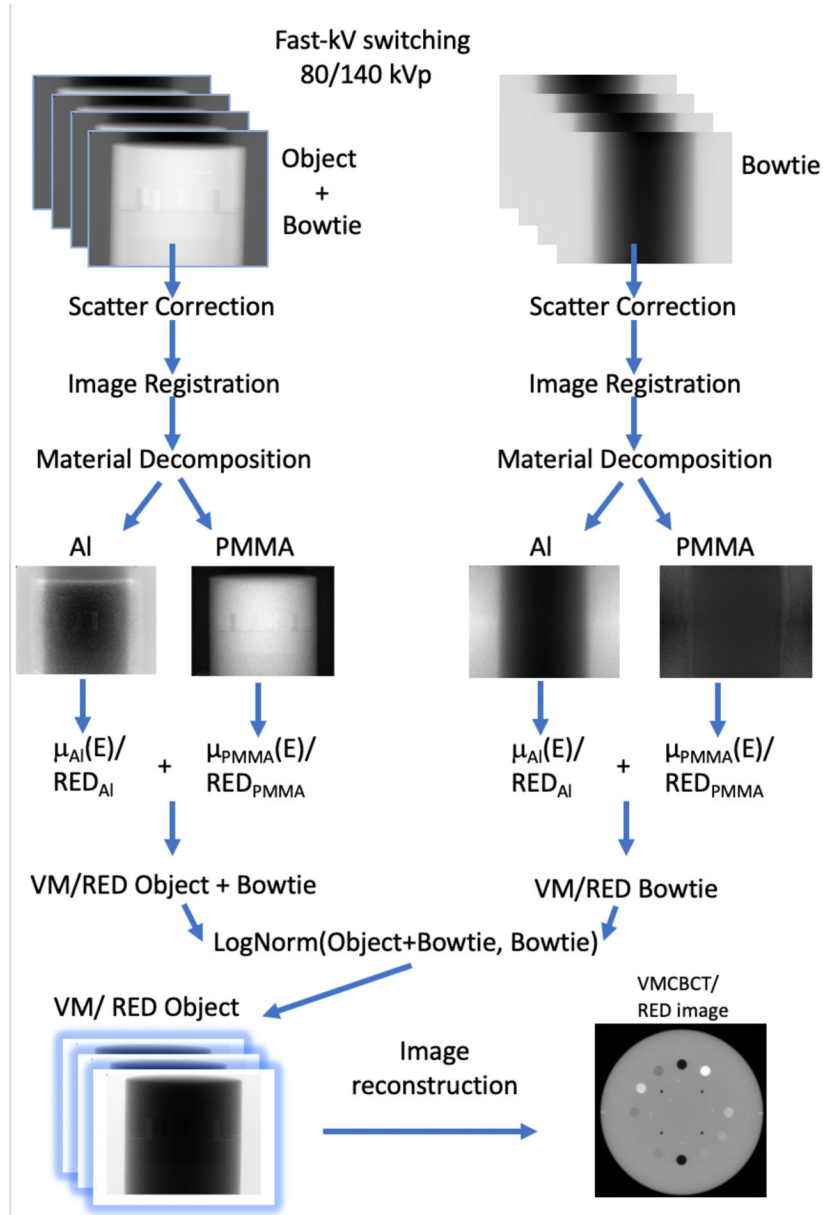 Fast-kV switching
80/140 kVp
Object
+
Bowtie
Bowtie
Scatter Correction
Scatter Correction
Image Registration
Image Registration
Material Decomposition
Material Decomposition
Al
PMMA
Al
PMMA
μAl(E)/
REDAl
+
μPMMA(E)/
REDPMMA
μAl(E)/
REDAl
+
μPMMA(E)/
REDPMMA
VM/RED Object + Bowtie
VM/RED Bowtie
LogNorm(Object+Bowtie, Bowtie)
VM/ RED Object
Image
reconstruction
VMCBCT/
RED image